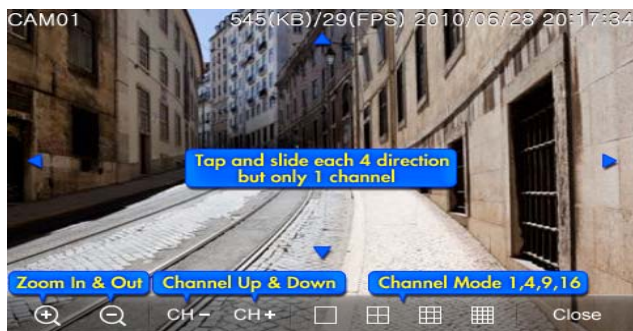 CAM01 545(KB)/29(FPS) 2010/06/28 20:17:34
Tap and slide each 4 direction
but only 1 channel
Zoom In & Out Channel Up & Down Channel Mode 1,4,9,16
CH- CH+ Close